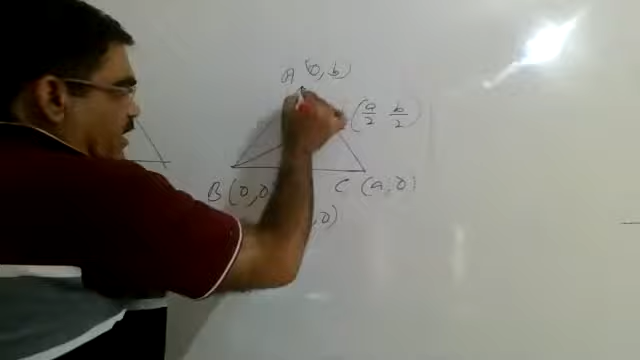 A (0, b)
(a/2 b/2)
B (0, 0
C (a, 0)
, 0)